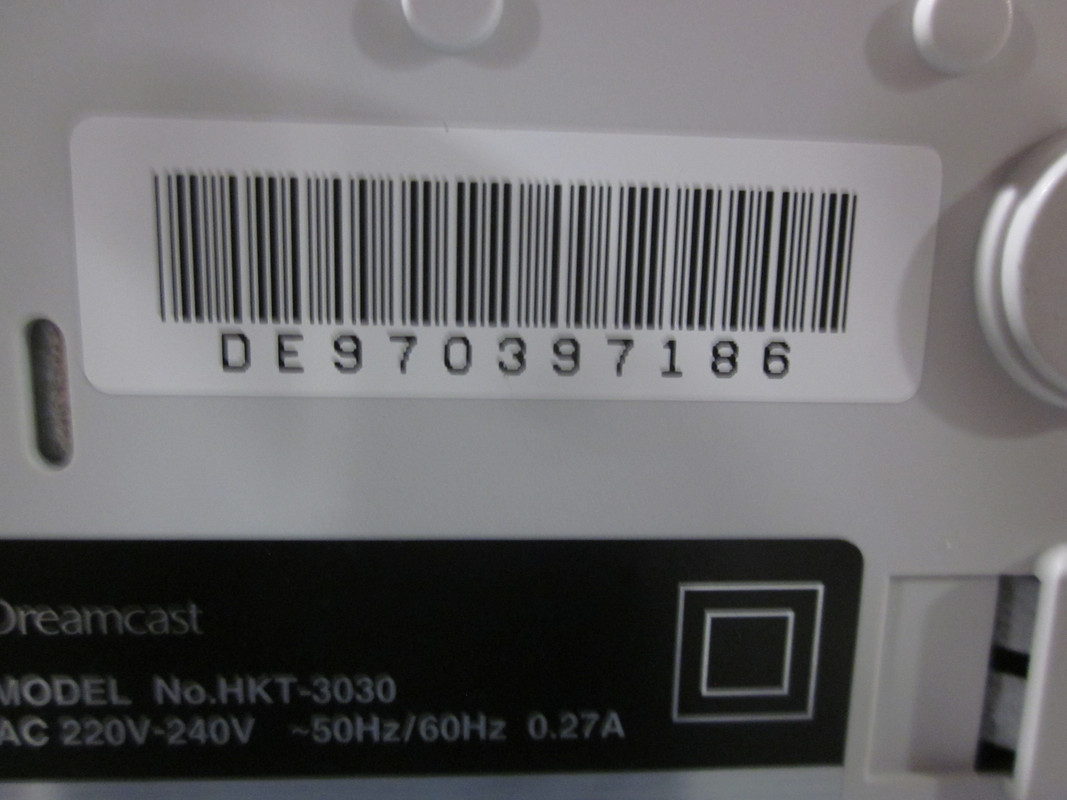 DE970397186
Dreamcast
MODEL No.HKT-3030
AC 220V-240V ~50Hz/60Hz 0.27A